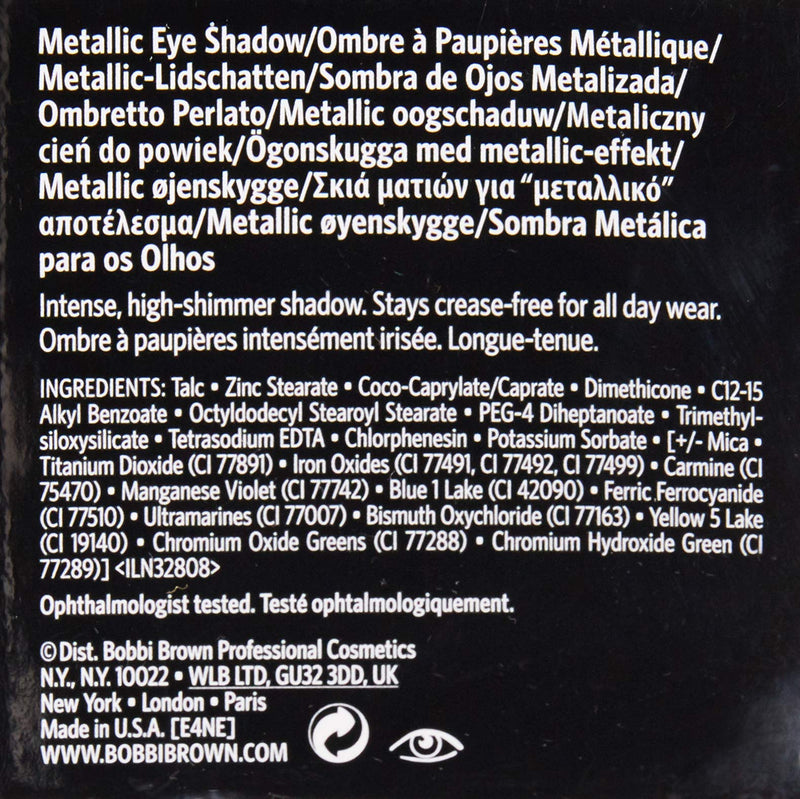 Metallic Eye Shadow/Ombre à Paupières Métallique/
Metallic-Lidschatten/Sombra de Ojos Metalizada/
Ombretto Perlato/Metallic oogschaduw/Metaliczny
cień do powiek/Ögonskugga med metallic-effekt/
Metallic øjenskygge/Σκιά ματιών για “μεταλλικό”
αποτέλεσμα/Metallic øyenskygge/Sombra Metálica
para os Olhos
Intense, high-shimmer shadow. Stays crease-free for all day wear.
Ombre à paupières intensément irisée. Longue-tenue.
INGREDIENTS: Talc • Zinc Stearate • Coco-Caprylate/Caprate • Dimethicone • C12-15
Alkyl Benzoate • Octyldodecyl Stearoyl Stearate • PEG-4 Diheptanoate • Trimethyl-
siloxysilicate • Tetrasodium EDTA • Chlorphenesin • Potassium Sorbate • [+/- Mica •
Titanium Dioxide (CI 77891) • Iron Oxides (CI 77491, CI 77492, CI 77499) • Carmine (CI
75470) • Manganese Violet (CI 77742) • Blue 1 Lake (CI 42090) • Ferric Ferrocyanide
(CI 77510) • Ultramarines (CI 77007) • Bismuth Oxychloride (CI 77163) • Yellow 5 Lake
(CI 19140) • Chromium Oxide Greens (CI 77288) • Chromium Hydroxide Green (CI
77289)] <ILN32808>
Ophthalmologist tested. Testé ophtalmologiquement.
© Dist. Bobbi Brown Professional Cosmetics
N.Y., N.Y. 10022 • WLB LTD, GU32 3DD, UK
New York • London • Paris
Made in U.S.A. [E4NE]
WWW.BOBBIBROWN.COM